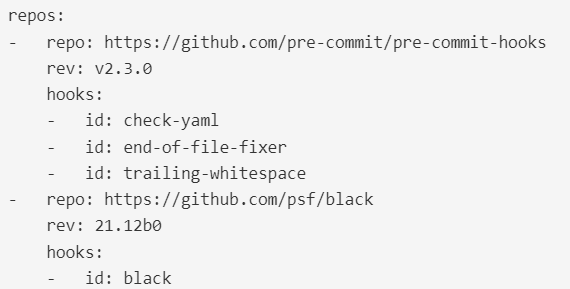 repos:
-   repo: https://github.com/pre-commit/pre-commit-hooks
    rev: v2.3.0
    hooks:
    -   id: check-yaml
    -   id: end-of-file-fixer
    -   id: trailing-whitespace
-   repo: https://github.com/psf/black
    rev: 21.12b0
    hooks:
    -   id: black